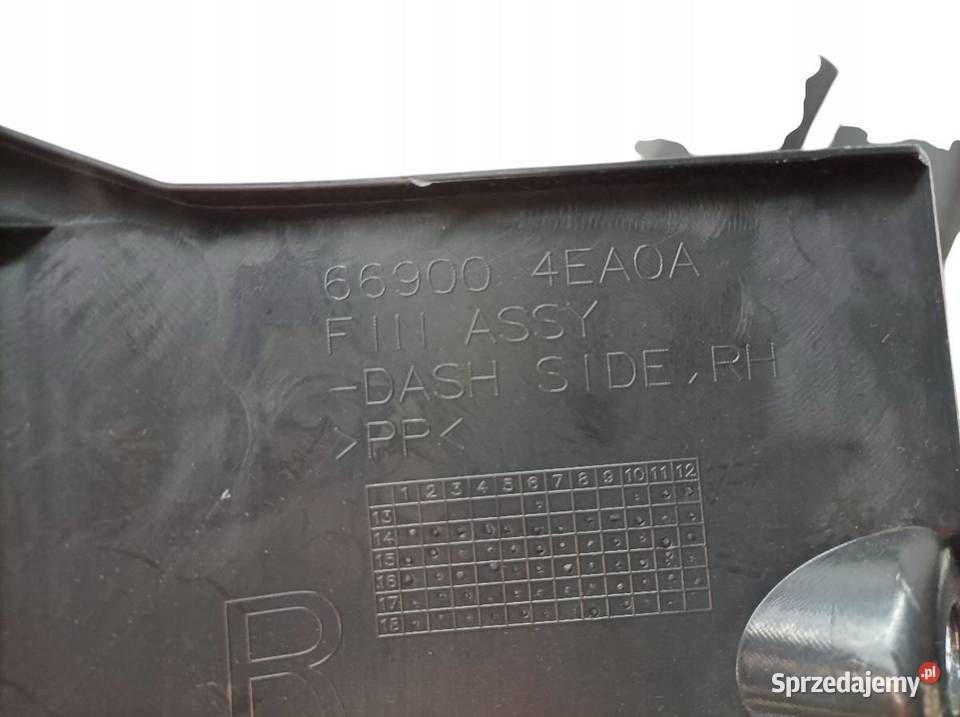 66900 4EA0A
FIN ASSY
-DASH SIDE,RH
>PP<
1 2 3 4 5 6 7 8 9 10 11 12
13
14
15
16
17
18
R
Sprzedajemy.pl